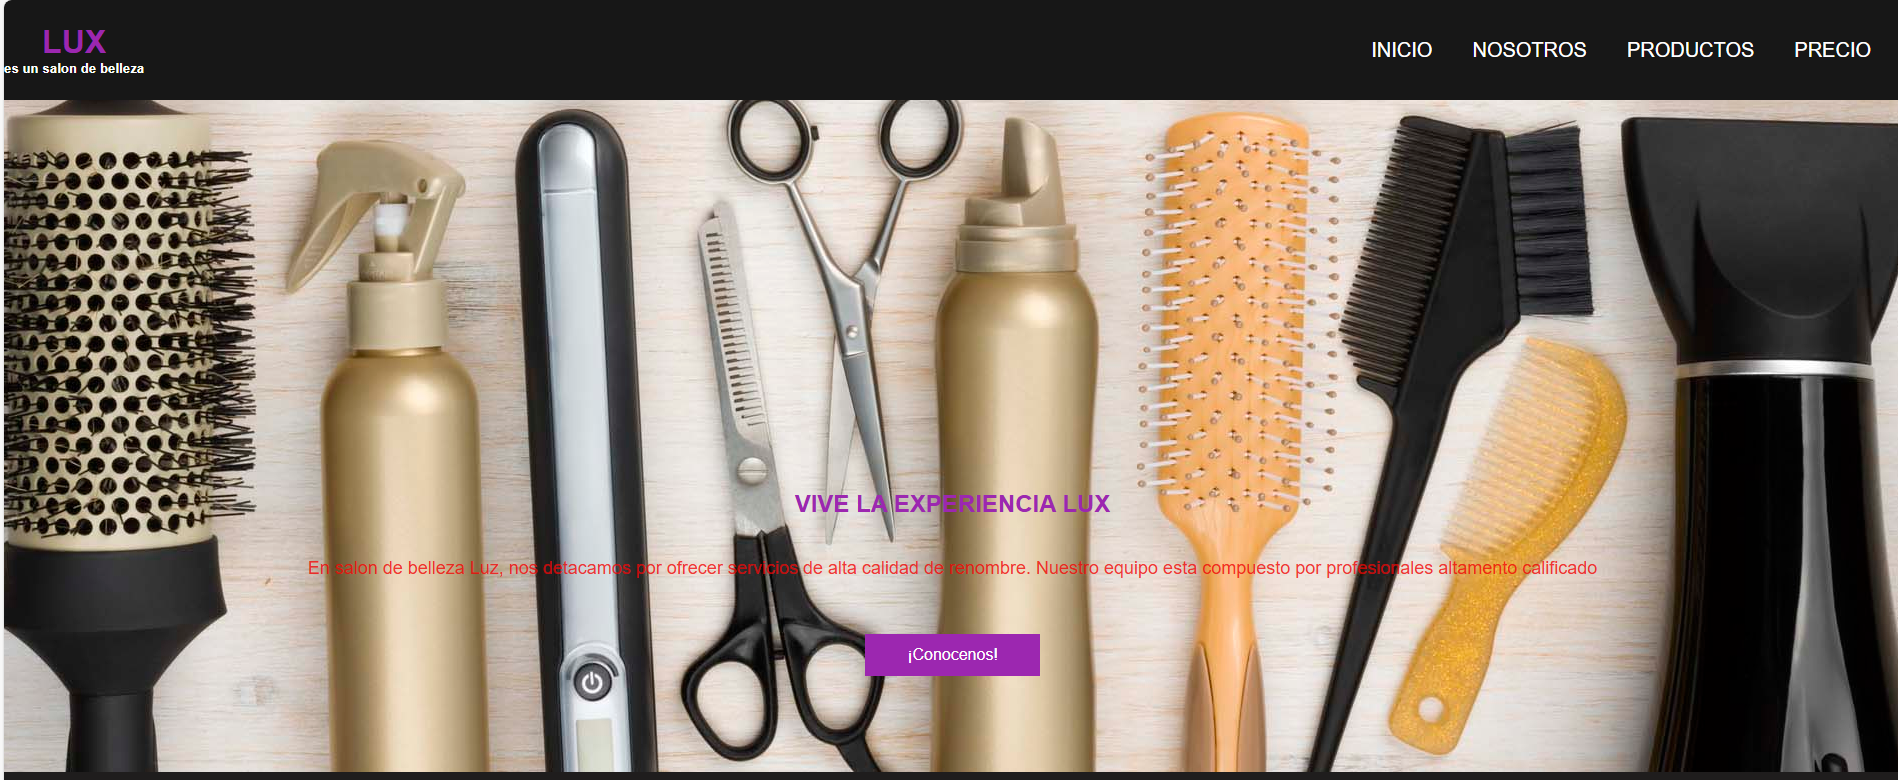 LUX
es un salon de belleza
INICIO NOSOTROS PRODUCTOS PRECIO
VIVE LA EXPERIENCIA LUX
En salon de belleza Luz, nos detacamos por ofrecer servicios de alta calidad de renombre. Nuestro equipo esta compuesto por profesionales altamento calificado
¡Conocenos!